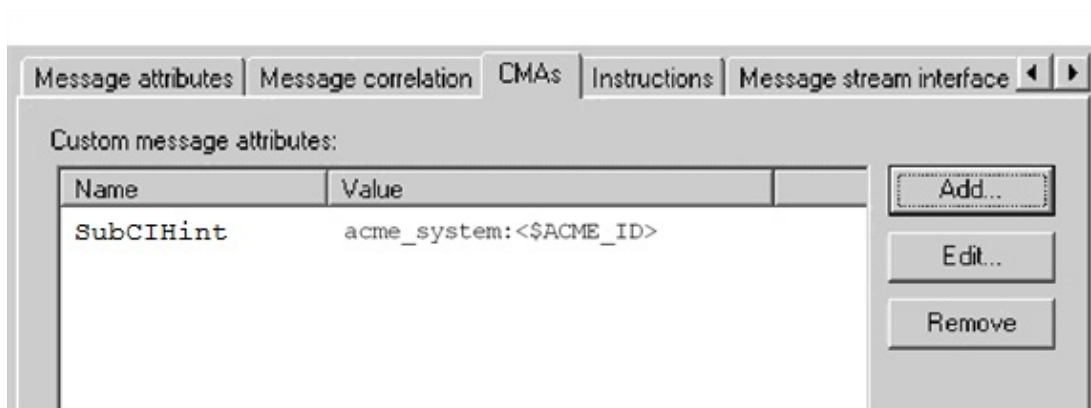 Message attributes Message correlation CMAs Instructions Message stream interface
Custom message attributes:
Name Value
Add...
SubCIHint acme_system:<$ACME_ID>
Edit...
Remove